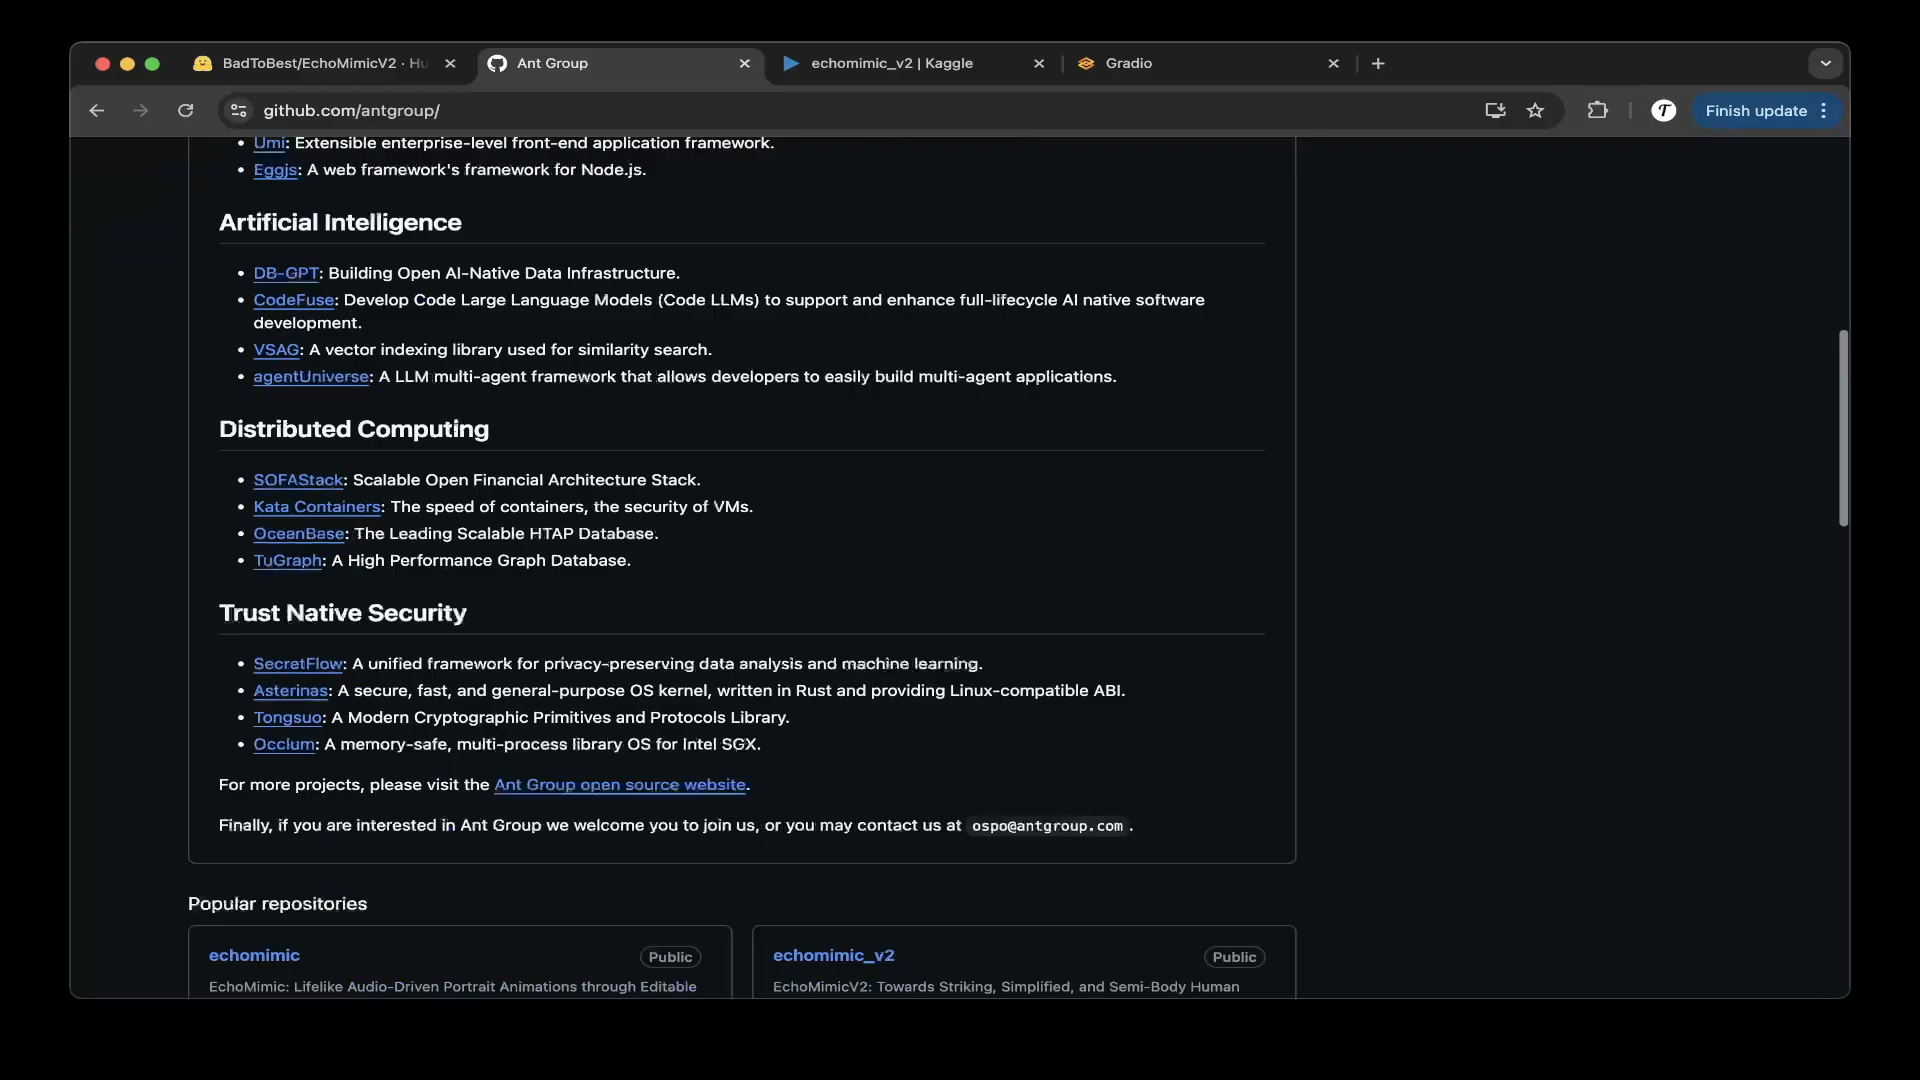 BadToBest/EchoMimicV2 · Hu
Ant Group
echomimic_v2 | Kaggle
Gradio
github.com/antgroup/
Finish update
Umi: Extensible enterprise-level front-end application framework.
Eggjs: A web framework's framework for Node.js.
Artificial Intelligence
DB-GPT: Building Open AI-Native Data Infrastructure.
CodeFuse: Develop Code Large Language Models (Code LLMs) to support and enhance full-lifecycle AI native software
development.
VSAG: A vector indexing library used for similarity search.
agentUniverse: A LLM multi-agent framework that allows developers to easily build multi-agent applications.
Distributed Computing
SOFAStack: Scalable Open Financial Architecture Stack.
Kata Containers: The speed of containers, the security of VMs.
OceanBase: The Leading Scalable HTAP Database.
TuGraph: A High Performance Graph Database.
Trust Native Security
SecretFlow: A unified framework for privacy-preserving data analysis and machine learning.
Asterinas: A secure, fast, and general-purpose OS kernel, written in Rust and providing Linux-compatible ABI.
Tongsuo: A Modern Cryptographic Primitives and Protocols Library.
Occlum: A memory-safe, multi-process library OS for Intel SGX.
For more projects, please visit the Ant Group open source website.
Finally, if you are interested in Ant Group we welcome you to join us, or you may contact us at ospo@antgroup.com.
Popular repositories
echomimic Public
EchoMimic: Lifelike Audio-Driven Portrait Animations through Editable
echomimic_v2 Public
EchoMimicV2: Towards Striking, Simplified, and Semi-Body Human